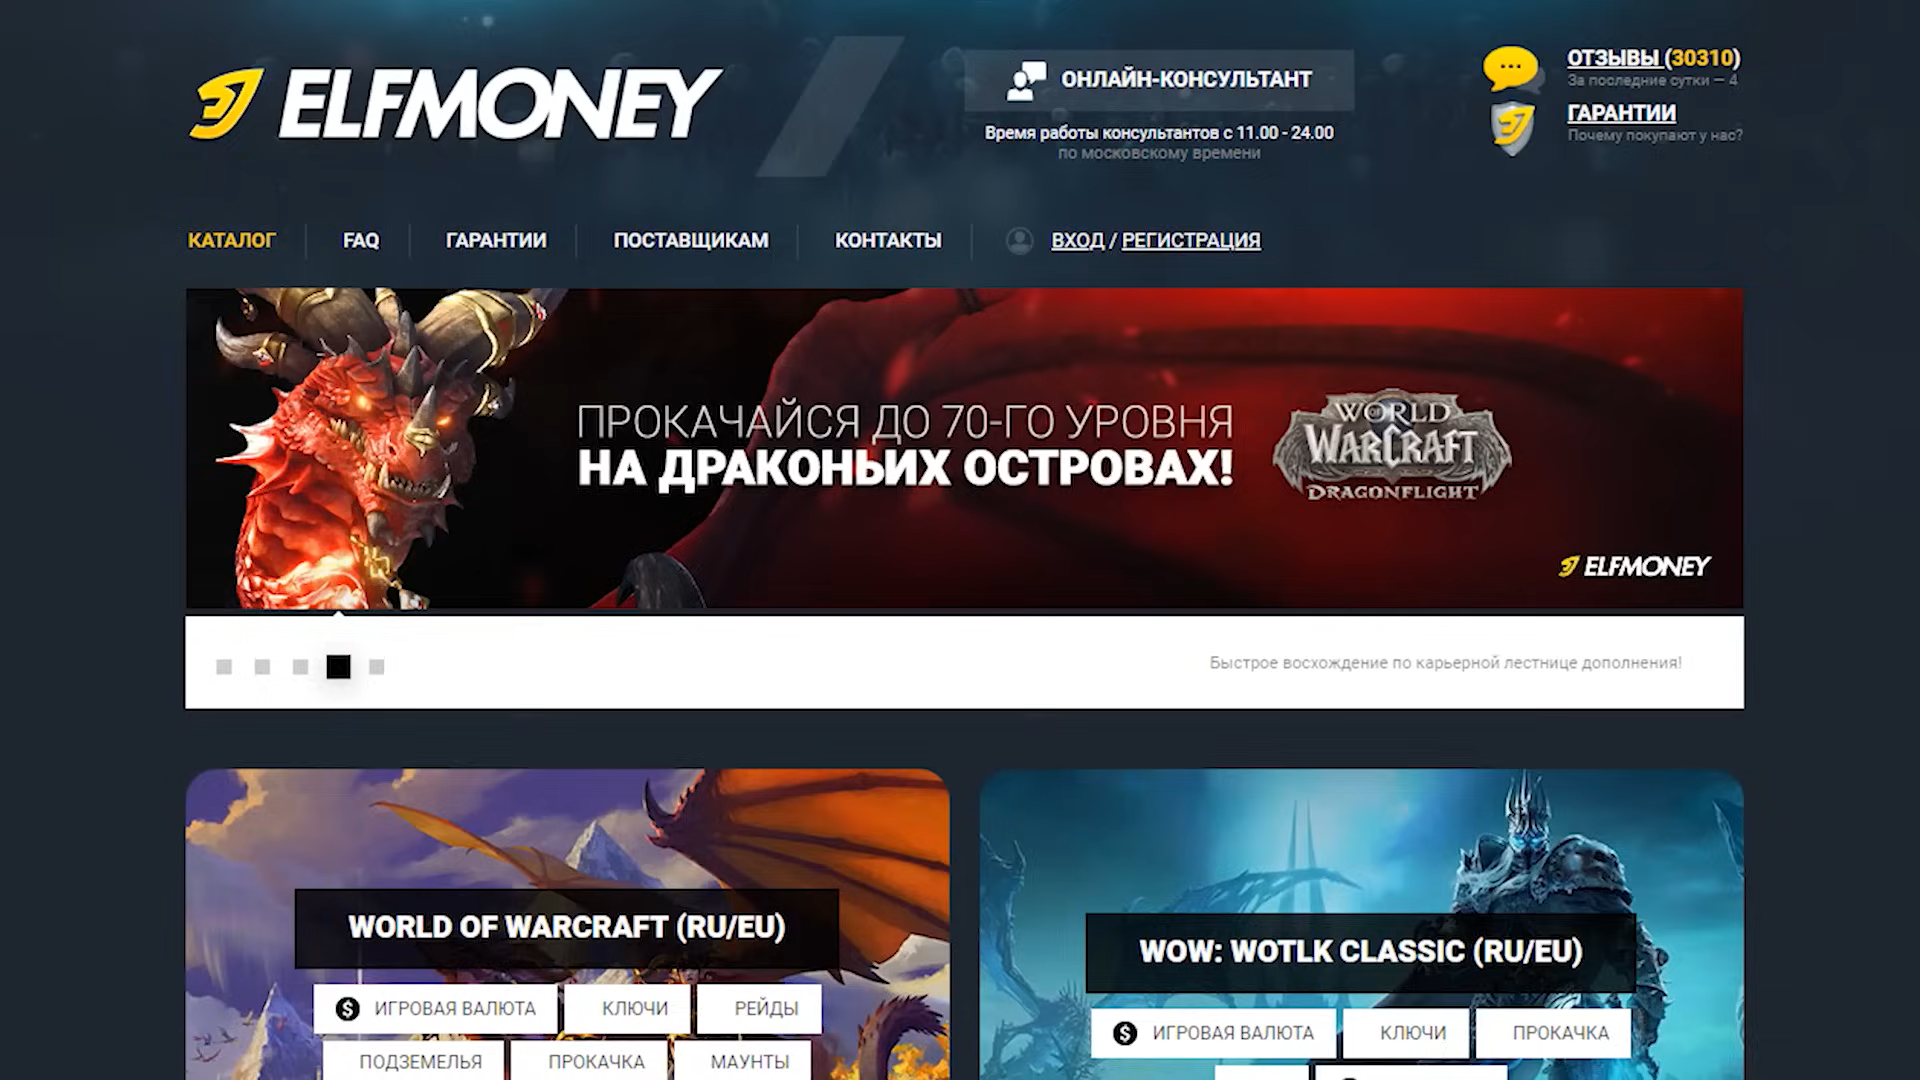 ELFMONEY
ОНЛАЙН-КОНСУЛЬТАНТ
Время работы консультантов с 11.00 - 24.00
по московскому времени
ОТЗЫВЫ (30310)
За последние сутки — 4
ГАРАНТИИ
Почему покупают у нас?
КАТАЛОГ
FAQ
ГАРАНТИИ
ПОСТАВЩИКАМ
КОНТАКТЫ
ВХОД / РЕГИСТРАЦИЯ
ПРОКАЧАЙСЯ ДО 70-ГО УРОВНЯ
НА ДРАКОНЬИХ ОСТРОВАХ!
WORLD OF
WARCRAFT
DRAGONFLIGHT
ELFMONEY
Быстрое восхождение по карьерной лестнице дополнения!
WORLD OF WARCRAFT (RU/EU)
ИГРОВАЯ ВАЛЮТА
КЛЮЧИ
РЕЙДЫ
ПОДЗЕМЕЛЬЯ
ПРОКАЧКА
МАУНТЫ
WOW: WOTLK CLASSIC (RU/EU)
ИГРОВАЯ ВАЛЮТА
КЛЮЧИ
ПРОКАЧКА